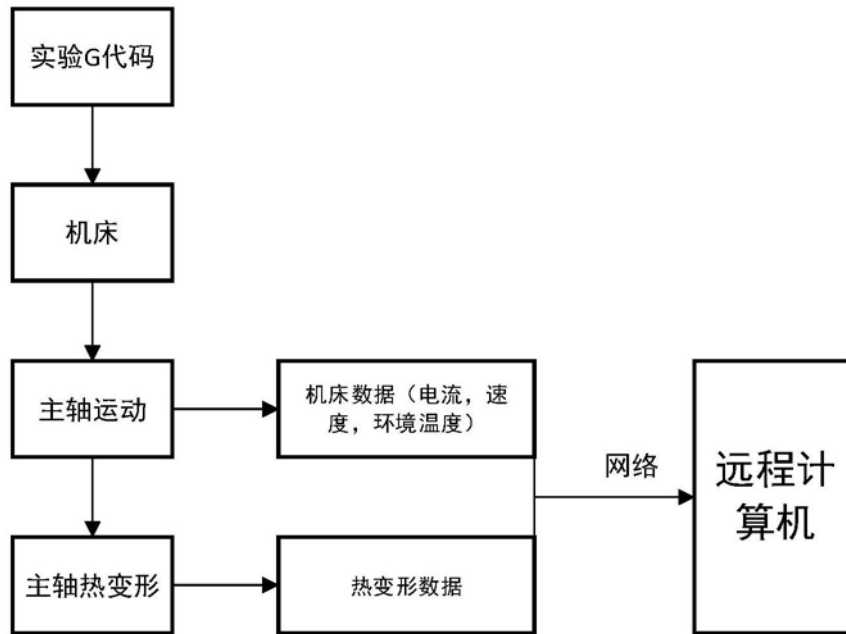 实验G代码
机床
主轴运动
机床数据（电流，速
度，环境温度）
网络
远程计
算机
主轴热变形
热变形数据